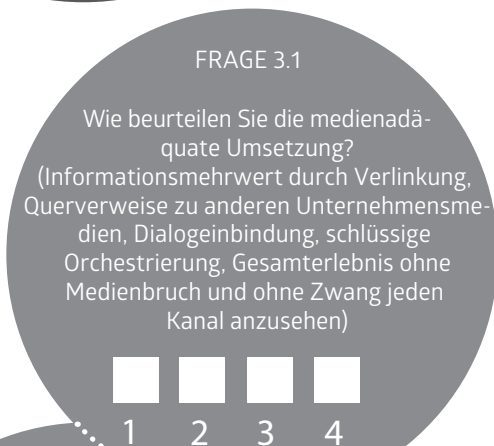 FRAGE 3.1
Wie beurteilen Sie die medienadä-
quate Umsetzung?
(Informationsmehrwert durch Verlinkung,
Querverweise zu anderen Unternehmensme-
dien, Dialogeinbindung, schlüssige
Orchestrierung, Gesamterlebnis ohne
Medienbruch und ohne Zwang jeden
Kanal anzusehen)
1 2 3 4